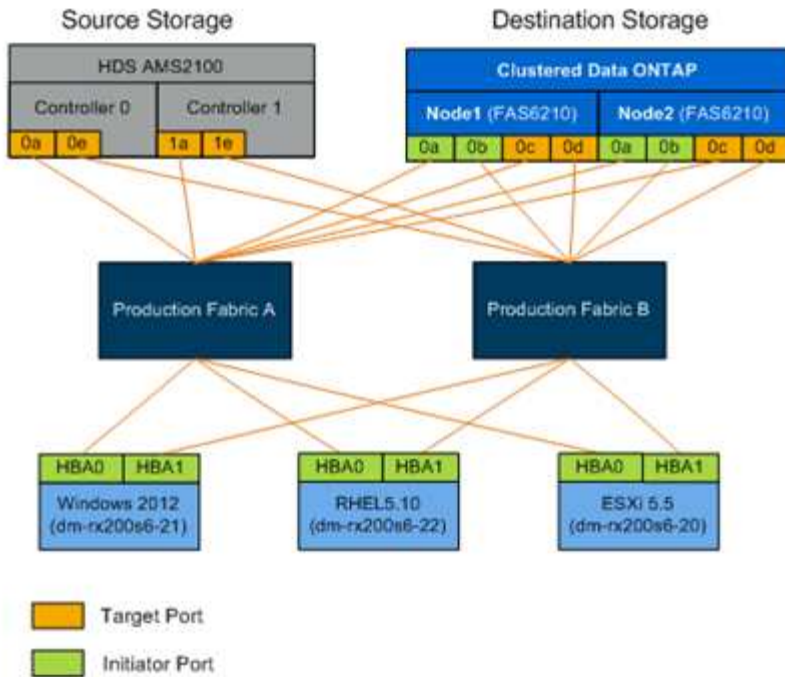 Source Storage
Destination Storage
HDS AMS2100
Controller 0
Controller 1
0a
0e
1a
1e
Clustered Data ONTAP
Node1 (FAS6210)
Node2 (FAS6210)
0a
0b
0c
0d
0a
0b
0c
0d
Production Fabric A
Production Fabric B
HBA0
HBA1
Windows 2012
(dm-rx200s6-21)
HBA0
HBA1
RHEL5.10
(dm-rx200s6-22)
HBA0
HBA1
ESXi 5.5
(dm-rx200s6-20)
Target Port
Initiator Port